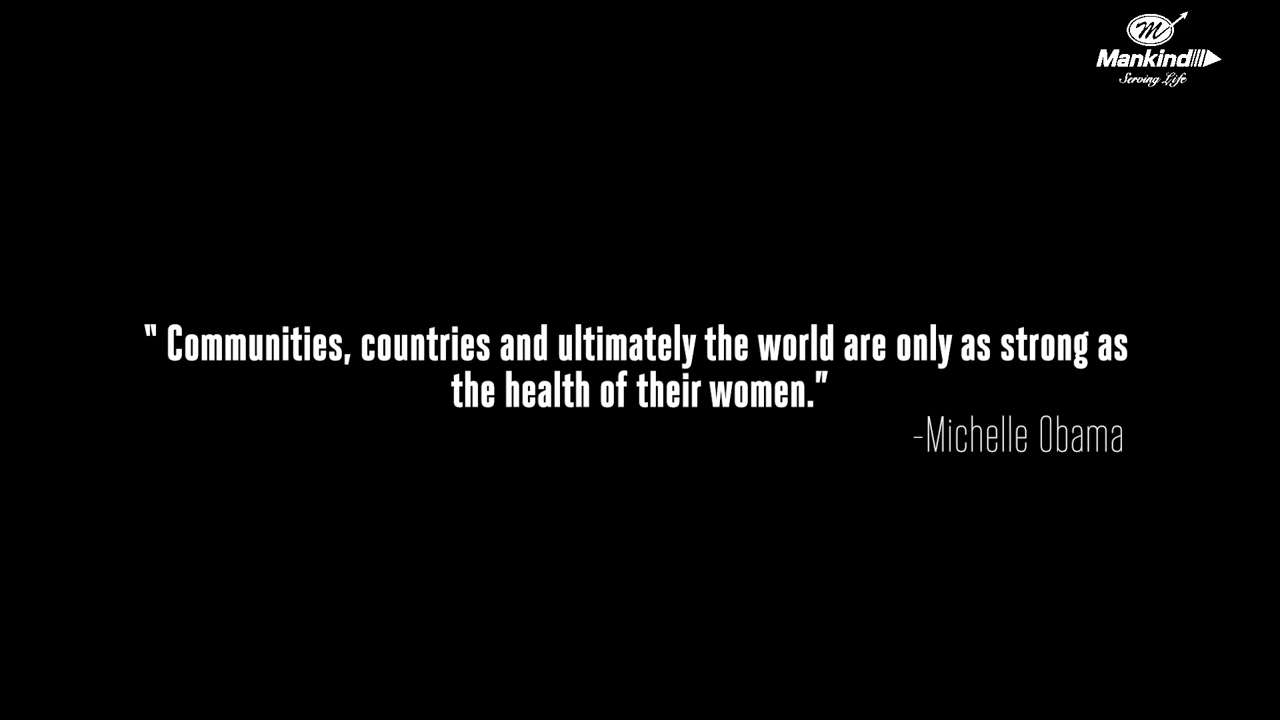 M
Mankind
Serving Life
“ Communities, countries and ultimately the world are only as strong as
the health of their women.”
-Michelle Obama